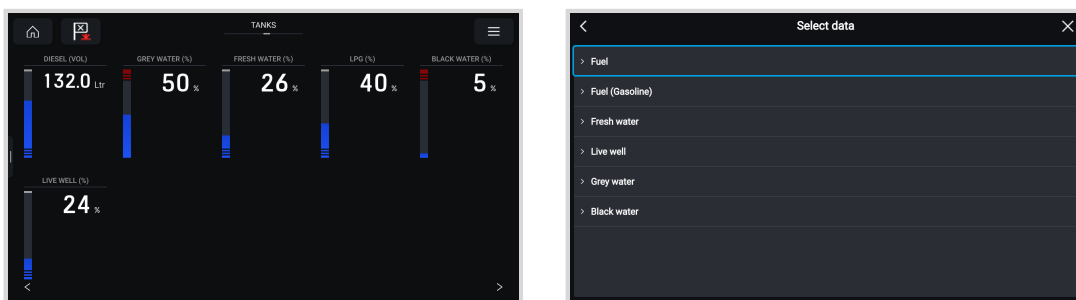 TANKS
DIESEL (VOL) GREY WATER (%) FRESH WATER (%) LPG (%) BLACK WATER (%)
132.0 Ltr 50 % 26 % 40 % 5 %
LIVE WELL (%)
24 %
Select data
Fuel
Fuel (Gasoline)
Fresh water
Live well
Grey water
Black water